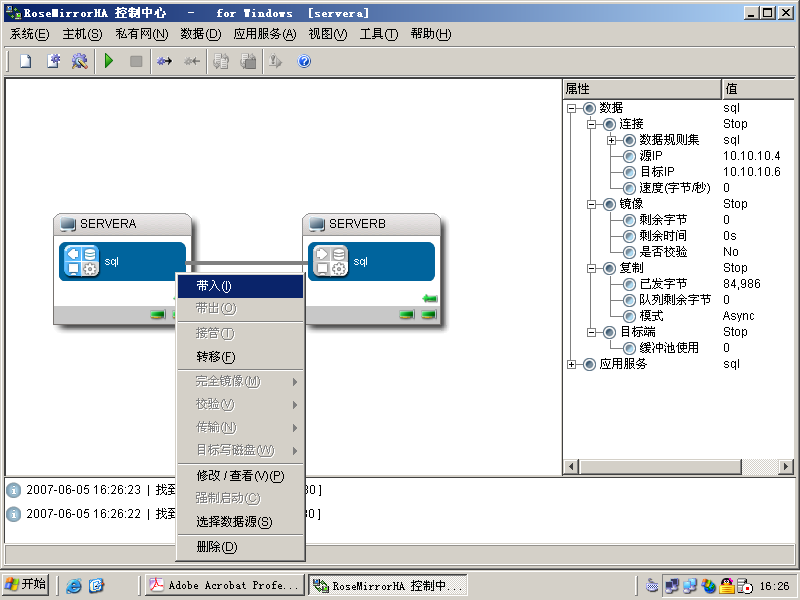 RoseMirrorHA 控制中心 - for Windows [servera]
系统(E) 主机(S) 私有网(N) 数据(D) 应用服务(A) 视图(V) 工具(T) 帮助(H)
属性 值
数据 sql
连接 Stop
数据规则集 sql
源IP 10.10.10.4
目标IP 10.10.10.6
速度(字节/秒) 0
镜像 Stop
剩余字节 0
剩余时间 0s
是否校验 No
复制 Stop
已发字节 84,986
队列剩余字节 0
模式 Async
目标端 Stop
缓冲池使用 0
应用服务 sql
SERVERA
sql
SERVERB
sql
带入(I)
带出(O)
接管(T)
转移(F)
完全镜像(M)
校验(V)
传输(N)
目标写磁盘(W)
修改/查看(V)(P)
强制启动(C)
选择数据源(S)
删除(D)
2007-06-05 16:26:23 | 找到 30 ]
2007-06-05 16:26:22 | 找到 30 ]
开始 Adobe Acrobat Profe... RoseMirrorHA 控制中... 16:26